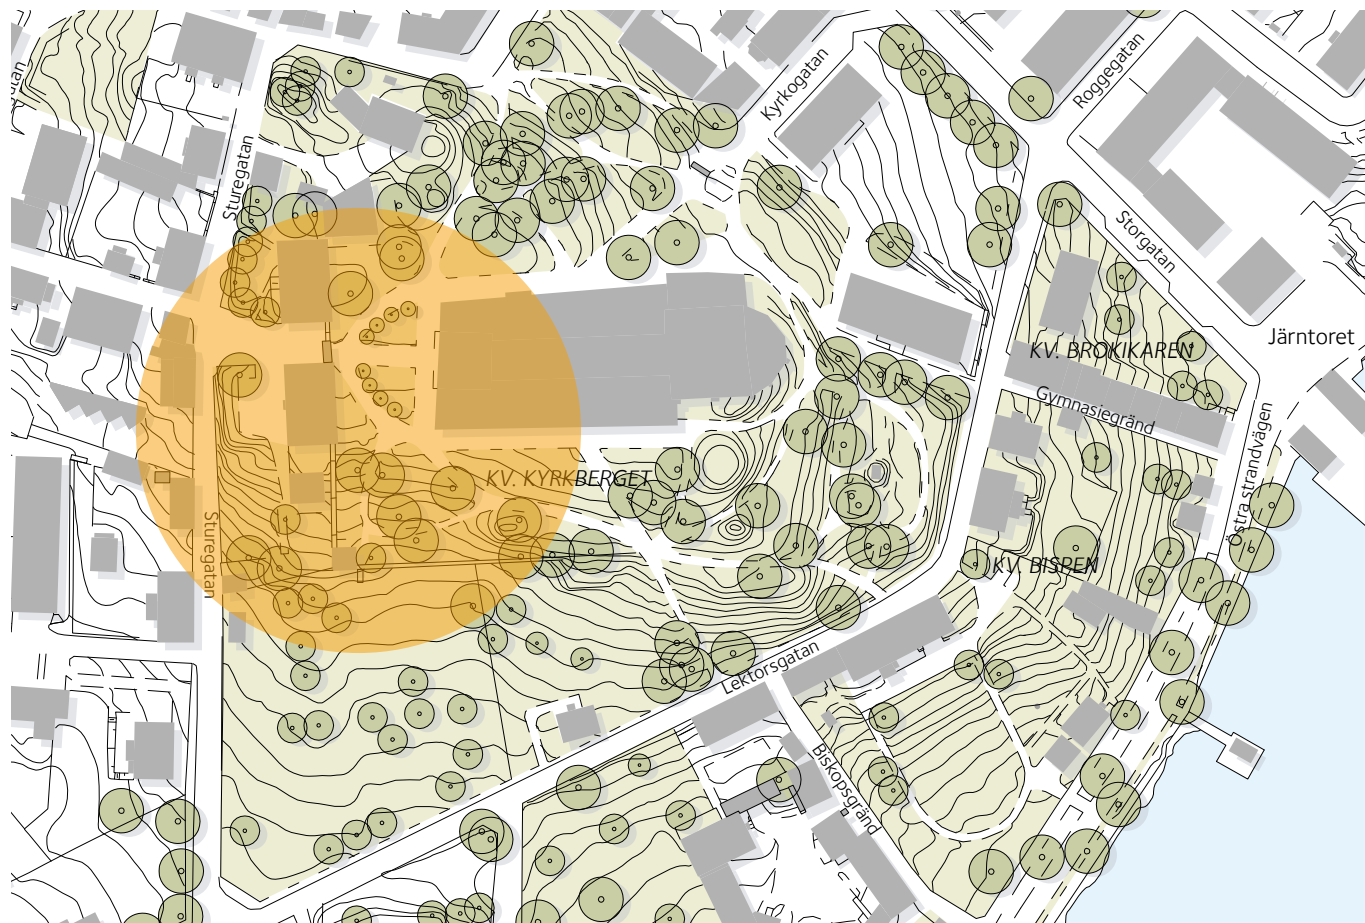 Kyrkogatan
Roggegatan
Sturegatan
Storgatan
Järntoret
KV. BROKIKAREN
Gymnasiegränd
Östra strandvägen
KV. KYRKBERGET
Sturegatan
KV. BISPEN
Lektorsgatan
Biskopsgränd